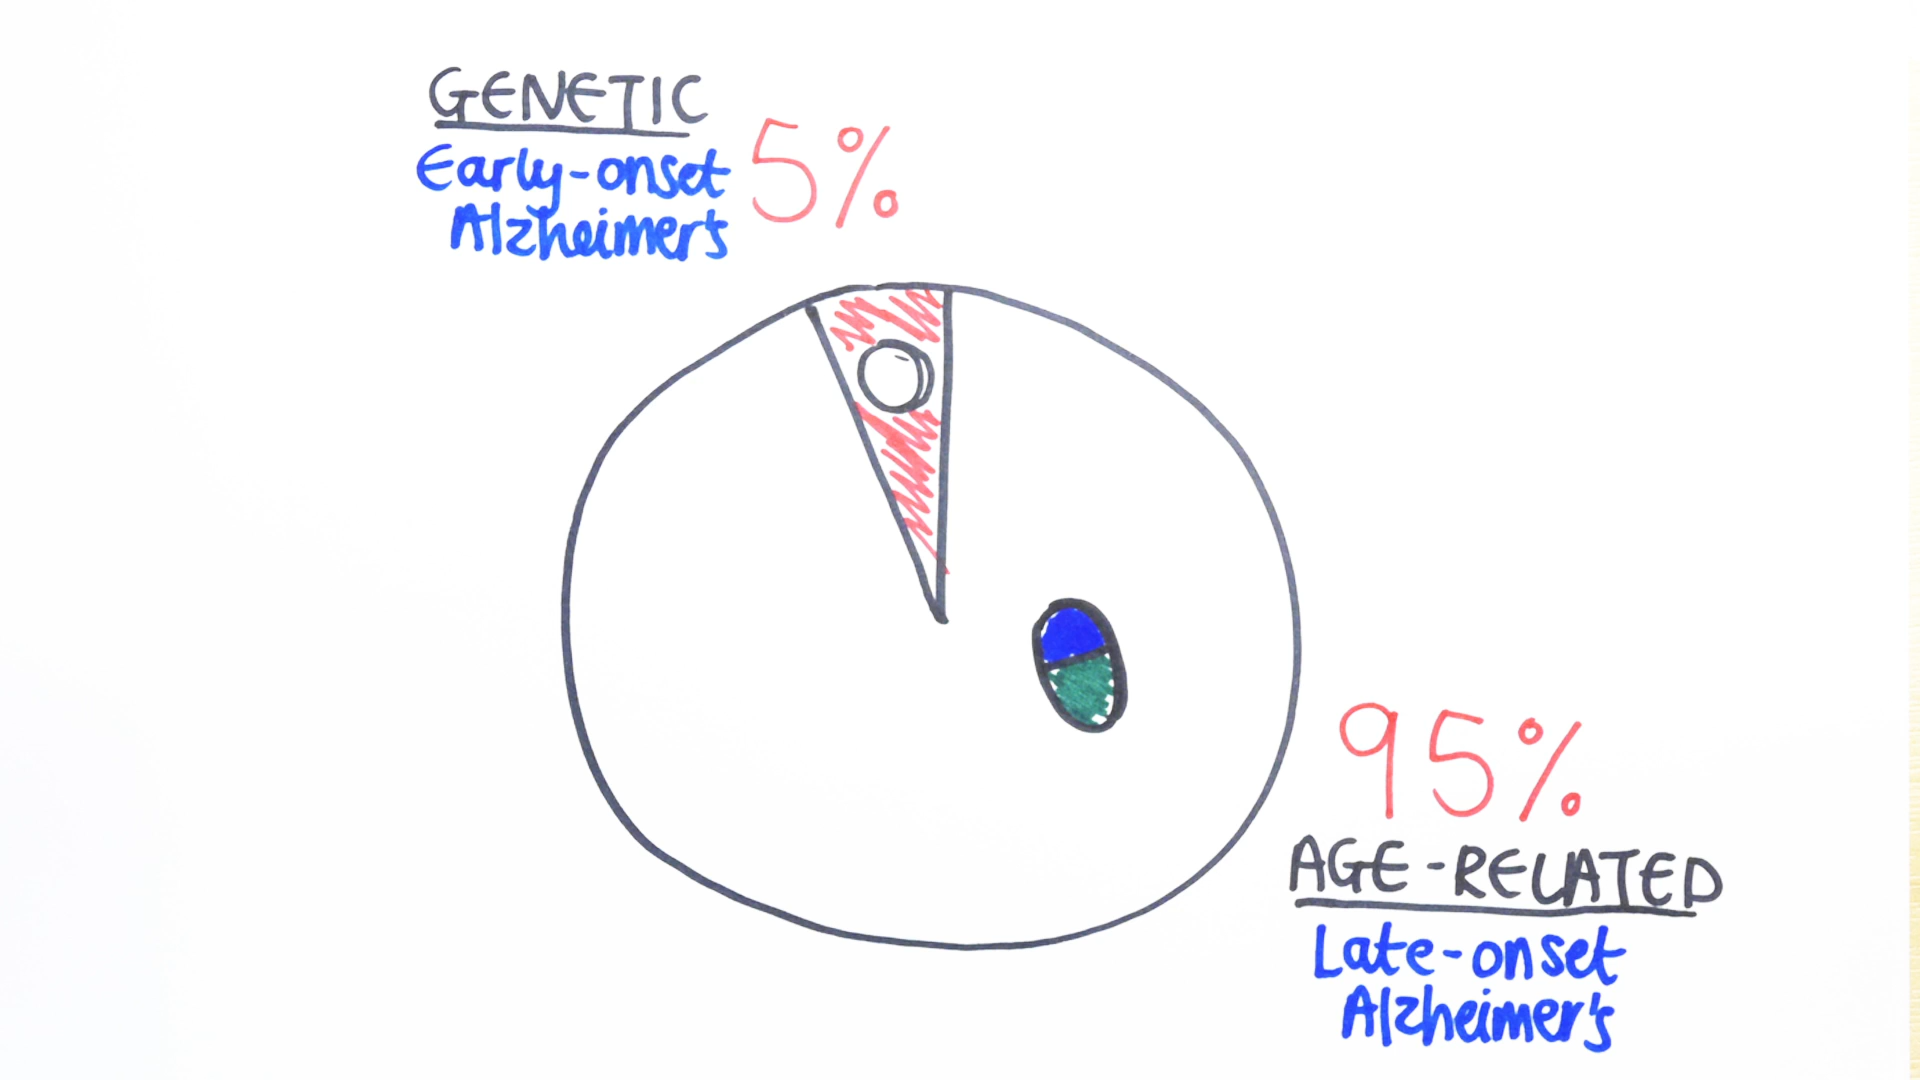 GENETIC
Early-onset
Alzheimer's
5%
95%
AGE-RELATED
Late-onset
Alzheimer's